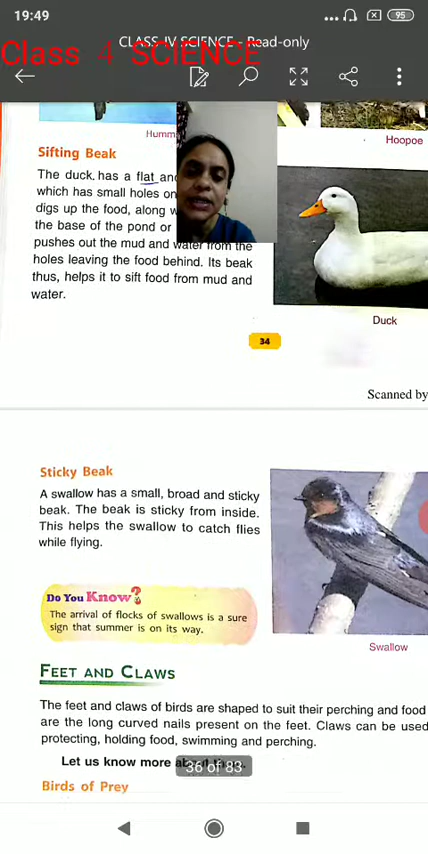 19:49
95
CLASS-IV SCIENCE - Read-only
Class 4 SCIENCE
Humm
Hoopoe
Sifting Beak
The duck has a flat and
which has small holes on
digs up the food, along w
the base of the pond or
pushes out the mud and water from the
holes leaving the food behind. Its beak
thus, helps it to sift food from mud and
water.
Duck
34
Scanned by
Sticky Beak
A swallow has a small, broad and sticky
beak. The beak is sticky from inside.
This helps the swallow to catch flies
while flying.
Do You Know?
The arrival of flocks of swallows is a sure
sign that summer is on its way.
Swallow
FEET AND CLAWS
The feet and claws of birds are shaped to suit their perching and food
are the long curved nails present on the feet. Claws can be used
protecting, holding food, swimming and perching.
Let us know more
36 of 83
Birds of Prey